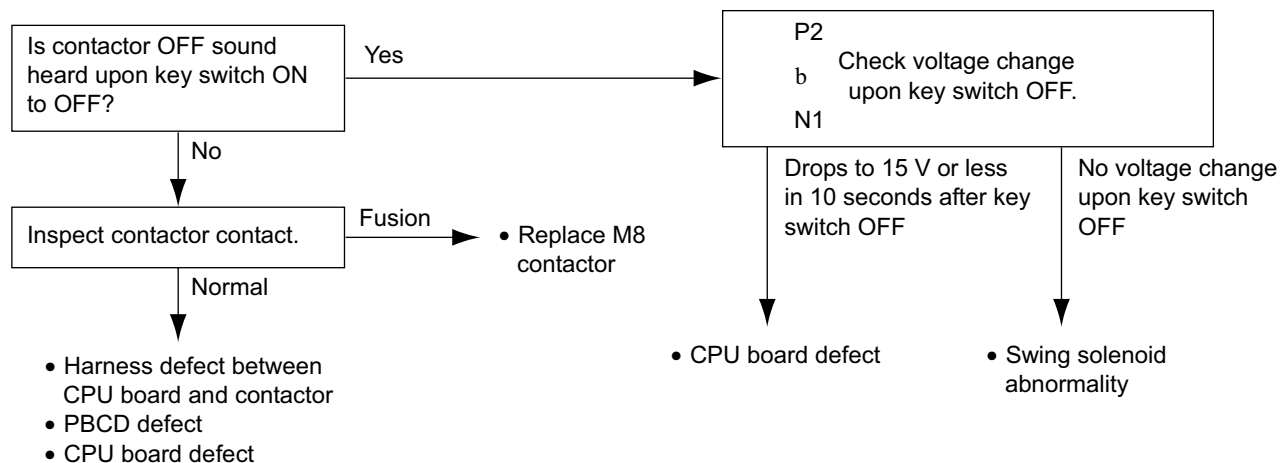 Is contactor OFF sound
heard upon key switch ON
to OFF?
Yes
P2
b
N1
Check voltage change
upon key switch OFF.
No
Drops to 15 V or less
in 10 seconds after key
switch OFF
No voltage change
upon key switch
OFF
Inspect contactor contact.
Fusion
• Replace M8
contactor
Normal
• CPU board defect
• Swing solenoid
abnormality
• Harness defect between
CPU board and contactor
• PBCD defect
• CPU board defect